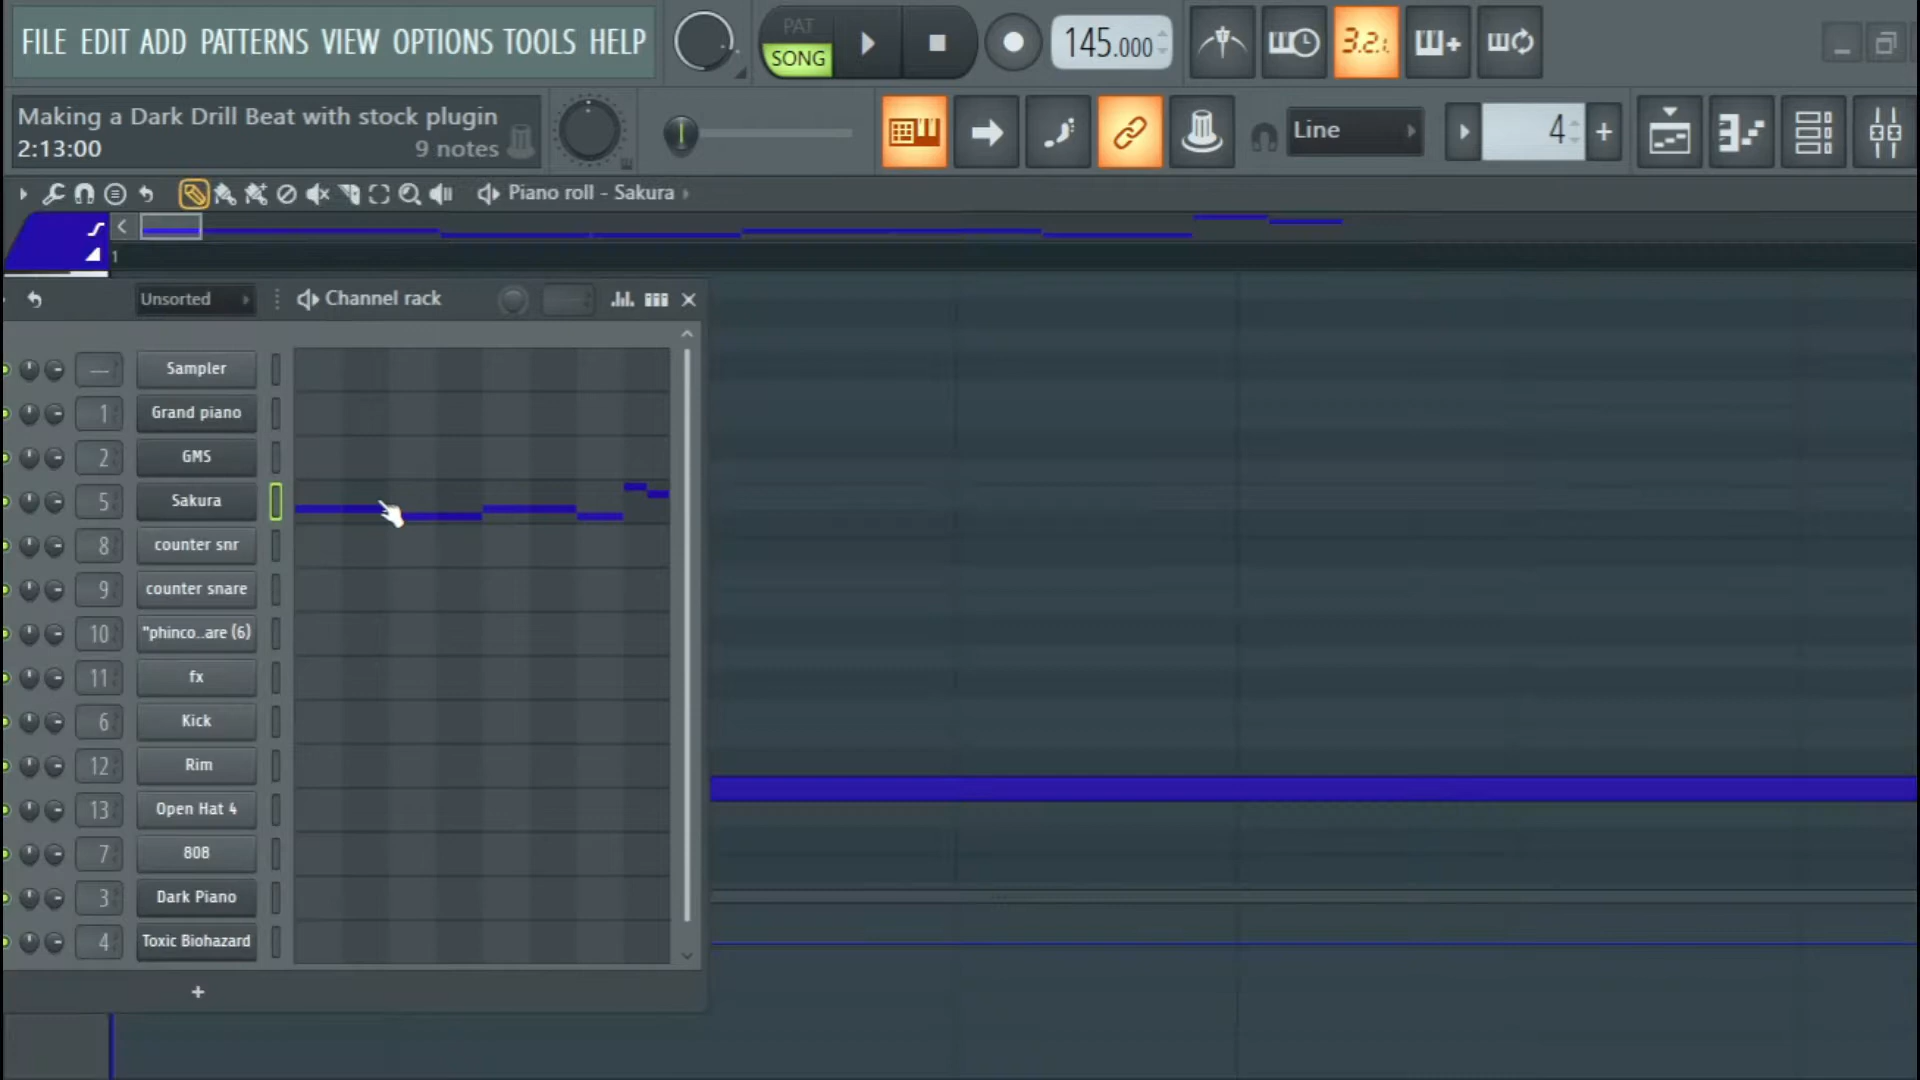 FILE EDIT ADD PATTERNS VIEW OPTIONS TOOLS HELP
PAT
SONG
145.000
3.2.
Making a Dark Drill Beat with stock plugin
2:13:00
9 notes
Line
4
Piano roll - Sakura
1
Unsorted
Channel rack
Sampler
1 Grand piano
2 GMS
5 Sakura
8 counter snr
9 counter snare
10 "phinco..are (6)
11 fx
6 Kick
12 Rim
13 Open Hat 4
7 808
3 Dark Piano
4 Toxic Biohazard